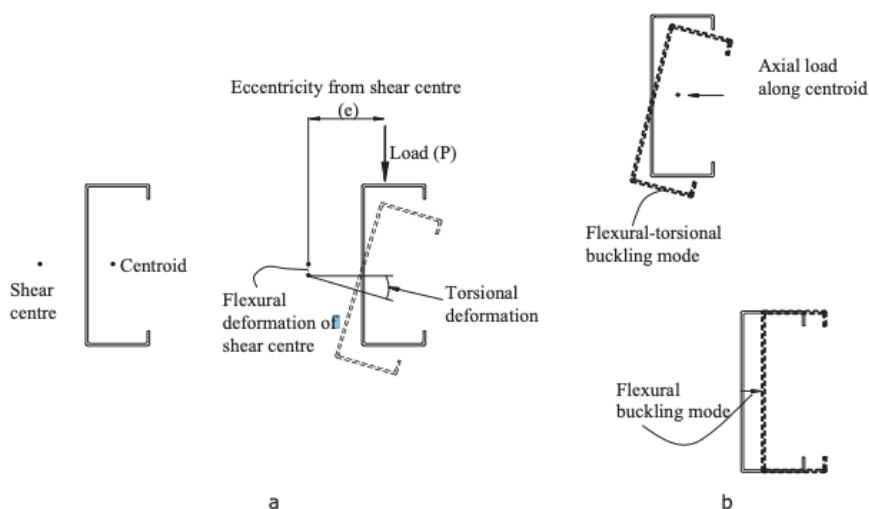 Eccentricity from shear centre
(e)
Load (P)
Centroid
Shear
centre
Flexural
deformation of
shear centre
Torsional
deformation
a
Axial load
along centroid
Flexural-torsional
buckling mode
Flexural
buckling mode
b